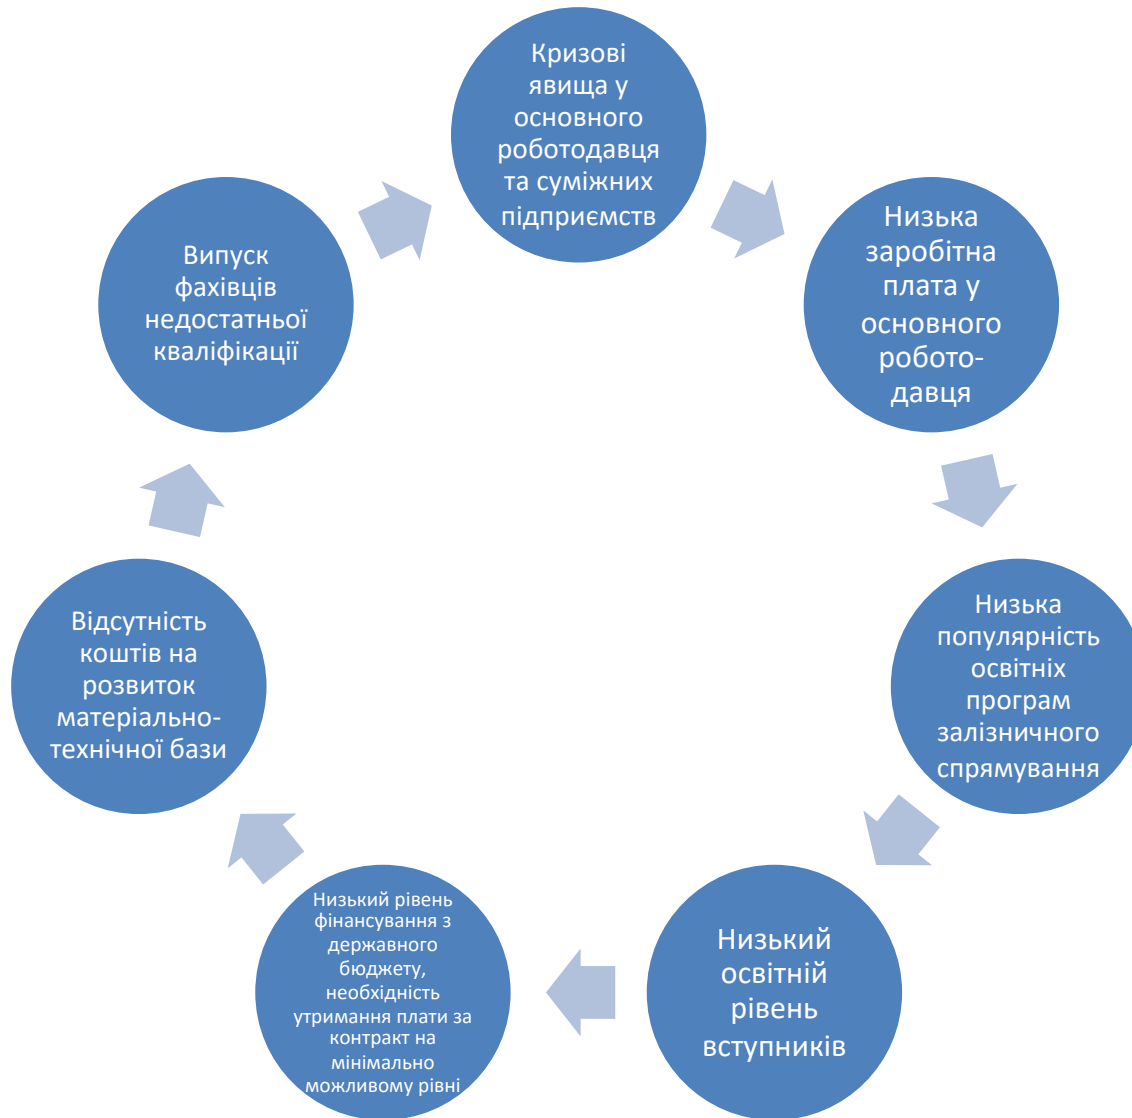 Кризові
явища у
основного
роботодавця
та суміжних
підприємств
Низька
заробітна
плата у
основного
робото-
давця
Низька
популярність
освітніх
програм
залізничного
спрямування
Низький
освітній
рівень
вступників
Низький рівень
фінансування з
державного
бюджету,
необхідність
утримання плати за
контракт на
мінімально
можливому рівні
Відсутність
коштів на
розвиток
матеріально-
технічної бази
Випуск
фахівців
недостатньої
кваліфікації